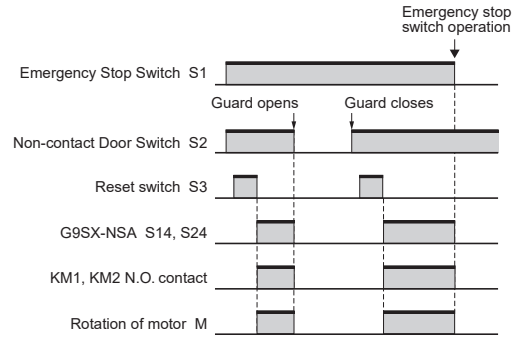 Emergency stop
switch operation
Emergency Stop Switch S1
Guard opens
Guard closes
Non-contact Door Switch S2
Reset switch S3
G9SX-NSA S14, S24
KM1, KM2 N.O. contact
Rotation of motor M